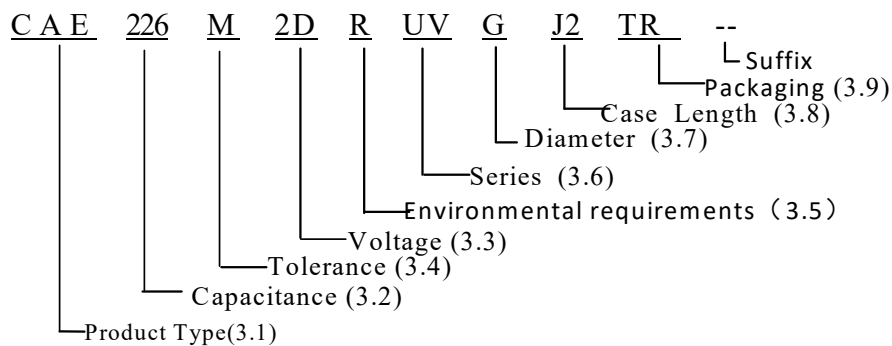 CAE 226 M 2D R UV G J2 TR --
Suffix
Packaging (3.9)
Case Length (3.8)
Diameter (3.7)
Series (3.6)
Environmental requirements（3.5）
Voltage (3.3)
Tolerance (3.4)
Capacitance (3.2)
Product Type(3.1)